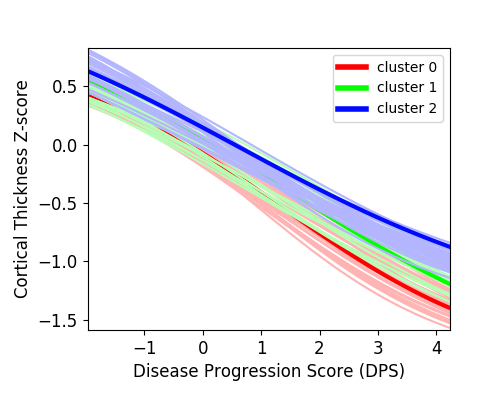 cluster 0
cluster 1
cluster 2
Cortical Thickness Z-score
0.5
0.0
−0.5
−1.0
−1.5
−1 0 1 2 3 4
Disease Progression Score (DPS)